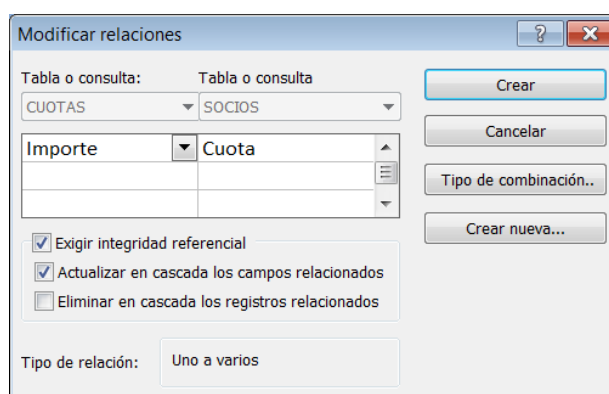 Modificar relaciones
Tabla o consulta: Tabla o consulta
CUOTAS SOCIOS
Importe Cuota
Exigir integridad referencial
Actualizar en cascada los campos relacionados
Eliminar en cascada los registros relacionados
Tipo de relación: Uno a varios
Crear
Cancelar
Tipo de combinación..
Crear nueva...